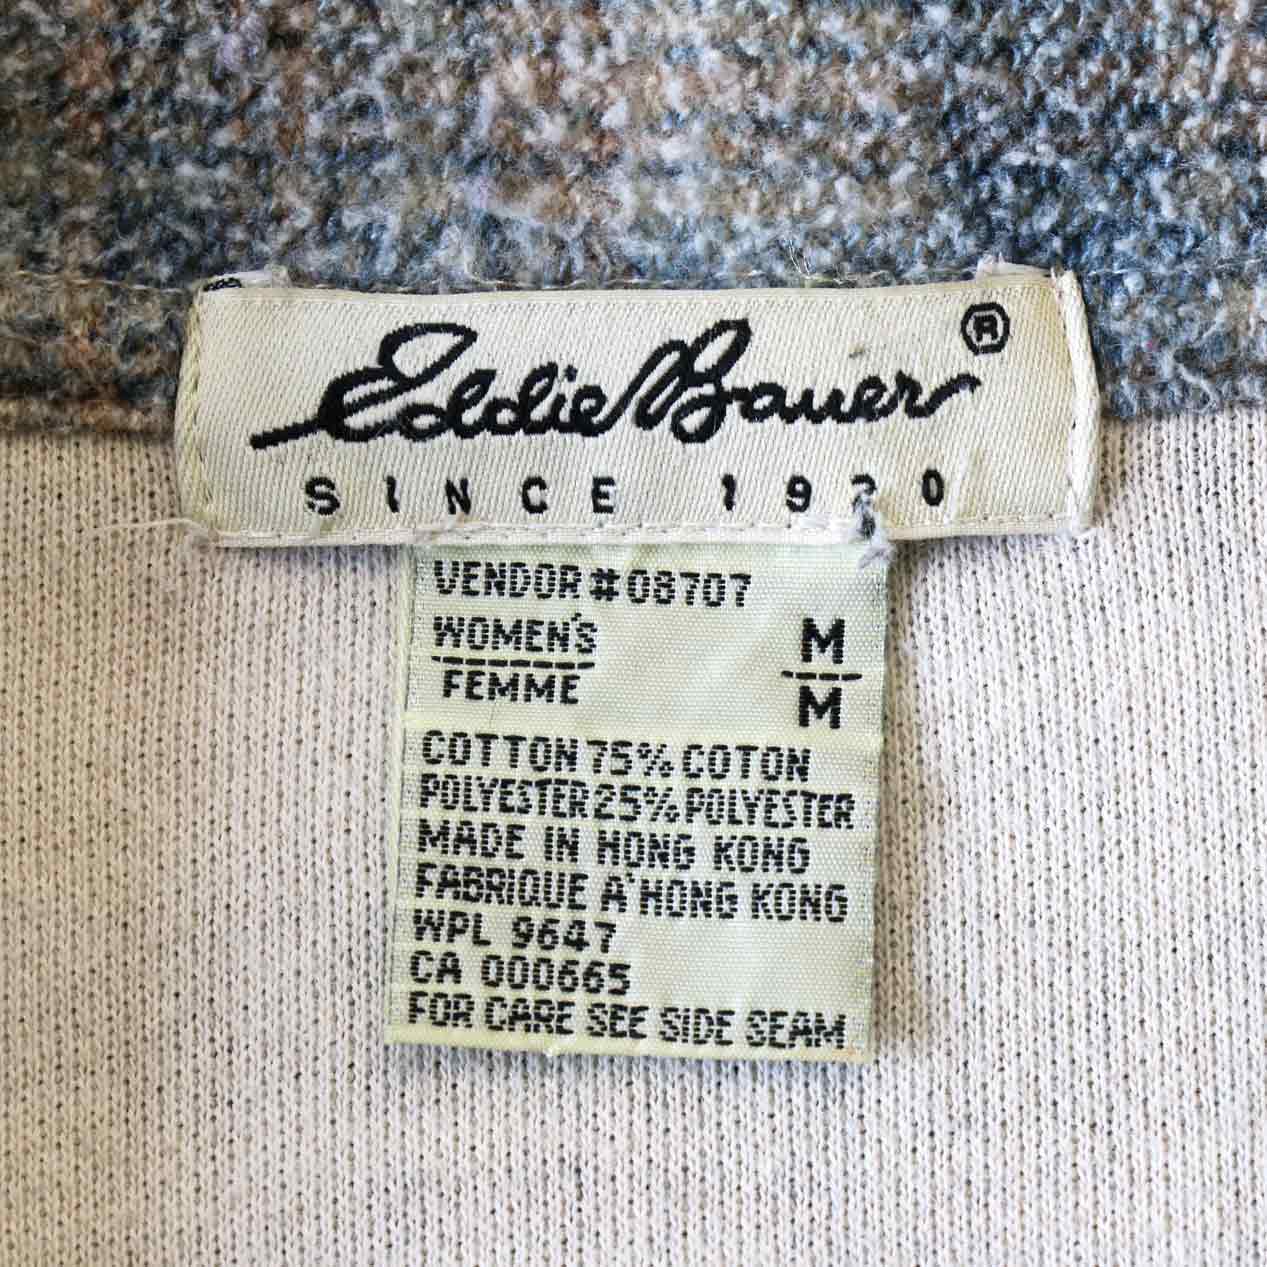 Eddie Bauer ®
SINCE 1920
VENDOR #08707
WOMEN'S M
FEMME M
COTTON 75% COTON
POLYESTER 25% POLYESTER
MADE IN HONG KONG
FABRIQUE A' HONG KONG
WPL 9647
CA 000665
FOR CARE SEE SIDE SEAM